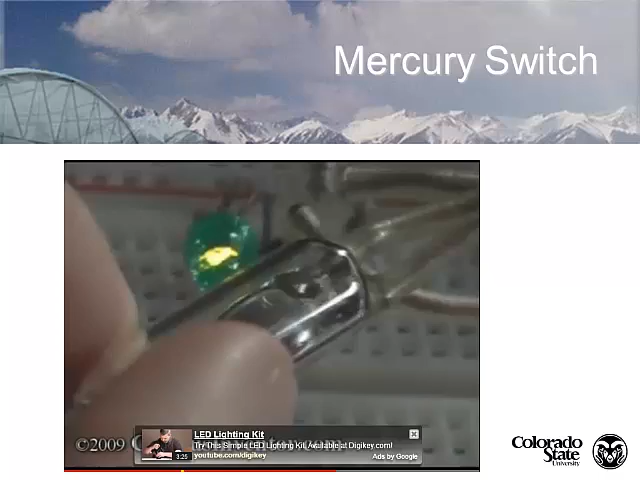 Mercury Switch
©2009
LED Lighting Kit
Try This Simple LED Lighting Kit. Available at Digikey.com!
3:25
youtube.com/digikey
Ads by Google
Colorado
State
University